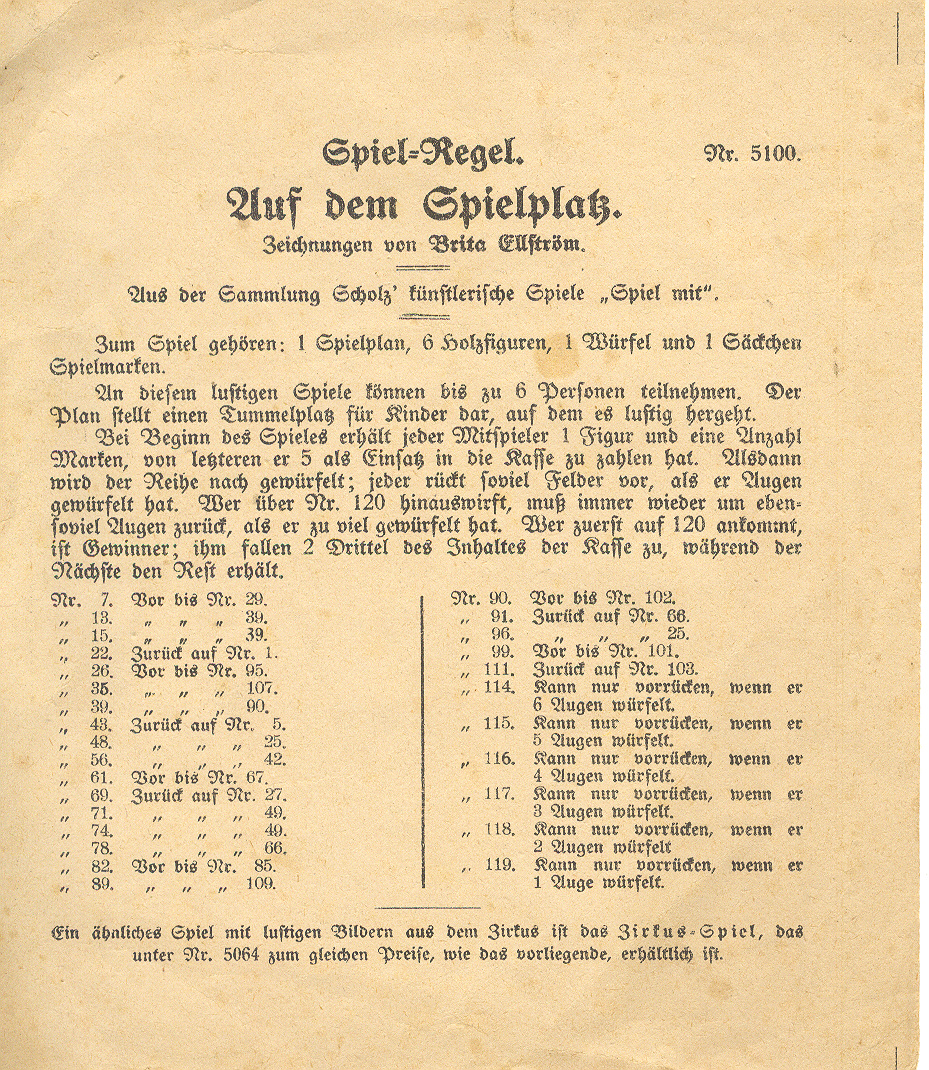 Spiel-Regel. Nr. 5100.
Auf dem Spielplatz.
Zeichnungen von Brita Ellström.
Aus der Sammlung Scholz' künstlerische Spiele „Spiel mit“.
Zum Spiel gehören: 1 Spielplan, 6 Holzfiguren, 1 Würfel und 1 Säckchen
Spielmarken.
An diesem lustigen Spiele können bis zu 6 Personen teilnehmen. Der
Plan stellt einen Tummelplatz für Kinder dar, auf dem es lustig hergeht.
Bei Beginn des Spieles erhält jeder Mitspieler 1 Figur und eine Anzahl
Marken, von letzteren er 5 als Einsatz in die Kasse zu zahlen hat. Alsdann
wird der Reihe nach gewürfelt; jeder rückt soviel Felder vor, als er Augen
gewürfelt hat. Wer über Nr. 120 hinauswirft, muß immer wieder um eben-
soviel Augen zurück, als er zu viel gewürfelt hat. Wer zuerst auf 120 ankommt,
ist Gewinner; ihm fallen 2 Drittel des Inhaltes der Kasse zu, während der
Nächste den Rest erhält.
Nr. 7. Vor bis Nr. 29.
„ 13. „ „ „ 39.
„ 15. „ „ „ 39.
„ 22. Zurück auf Nr. 1.
„ 26. Vor bis Nr. 95.
„ 35. „ „ „ 107.
„ 39. „ „ „ 90.
„ 43. Zurück auf Nr. 5.
„ 48. „ „ „ 25.
„ 56. „ „ „ 42.
„ 61. Vor bis Nr. 67.
„ 69. Zurück auf Nr. 27.
„ 71. „ „ „ 49.
„ 74. „ „ „ 49.
„ 78. „ „ „ 66.
„ 82. Vor bis Nr. 85.
„ 89. „ „ „ 109.
Nr. 90. Vor bis Nr. 102.
„ 91. Zurück auf Nr. 66.
„ 96. „ „ „ 25.
„ 99. Vor bis Nr. 101.
„ 111. Zurück auf Nr. 103.
„ 114. Kann nur vorrücken, wenn er
6 Augen würfelt.
„ 115. Kann nur vorrücken, wenn er
5 Augen würfelt.
„ 116. Kann nur vorrücken, wenn er
4 Augen würfelt.
„ 117. Kann nur vorrücken, wenn er
3 Augen würfelt.
„ 118. Kann nur vorrücken, wenn er
2 Augen würfelt
„ 119. Kann nur vorrücken, wenn er
1 Auge würfelt.
Ein ähnliches Spiel mit lustigen Bildern aus dem Zirkus ist das Zirkus-Spiel, das
unter Nr. 5064 zum gleichen Preise, wie das vorliegende, erhältlich ist.